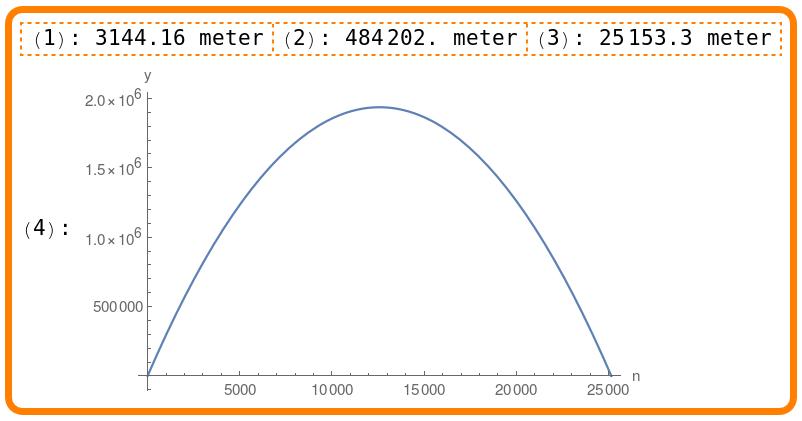 (1): 3144.16 meter (2): 484202. meter (3): 25153.3 meter
y
2.0×10^6
1.5×10^6
1.0×10^6
(4):
500000
n
5000 10000 15000 20000 25000